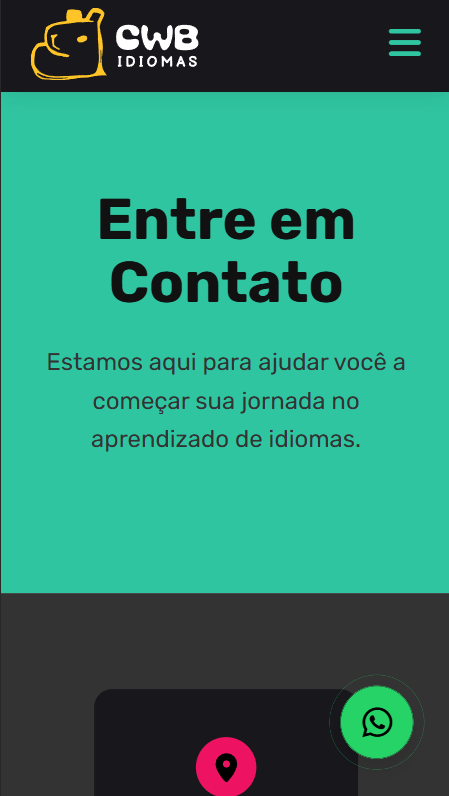 CWB
IDIOMAS
Entre em
Contato
Estamos aqui para ajudar você a
começar sua jornada no
aprendizado de idiomas.